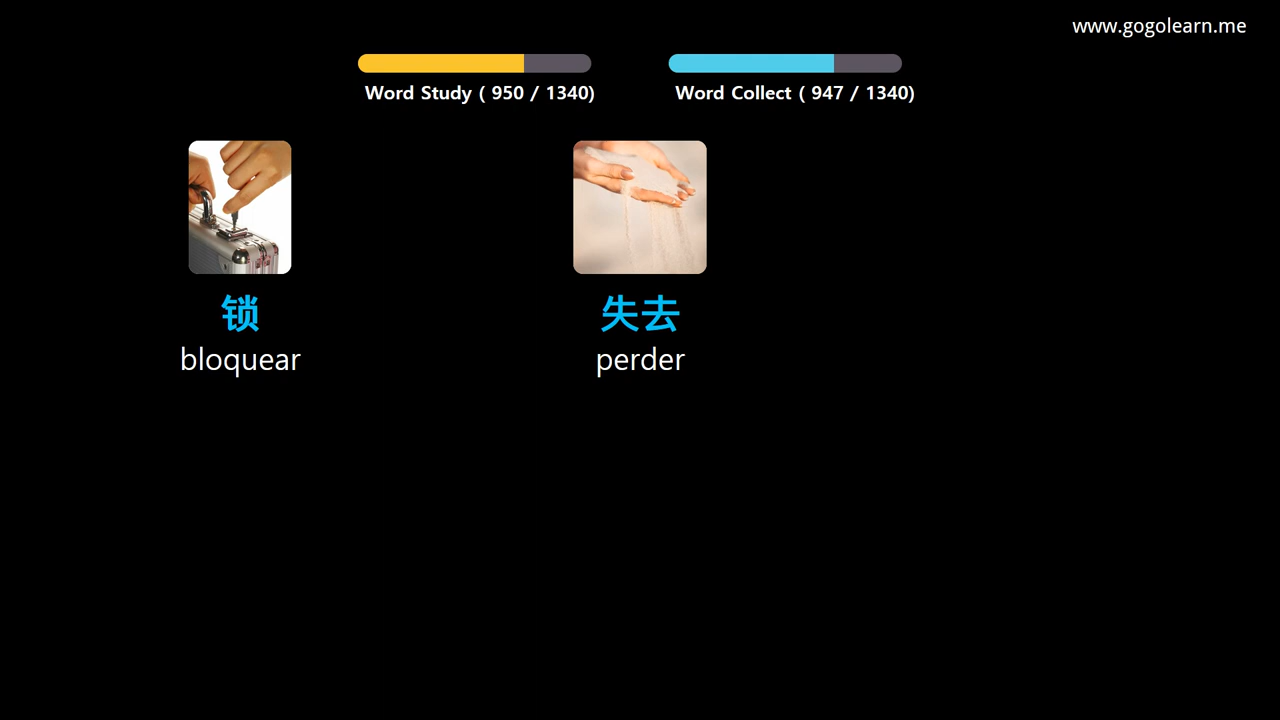 www.gogolearn.me
Word Study ( 950 / 1340)
Word Collect ( 947 / 1340)
锁
失去
bloquear
perder